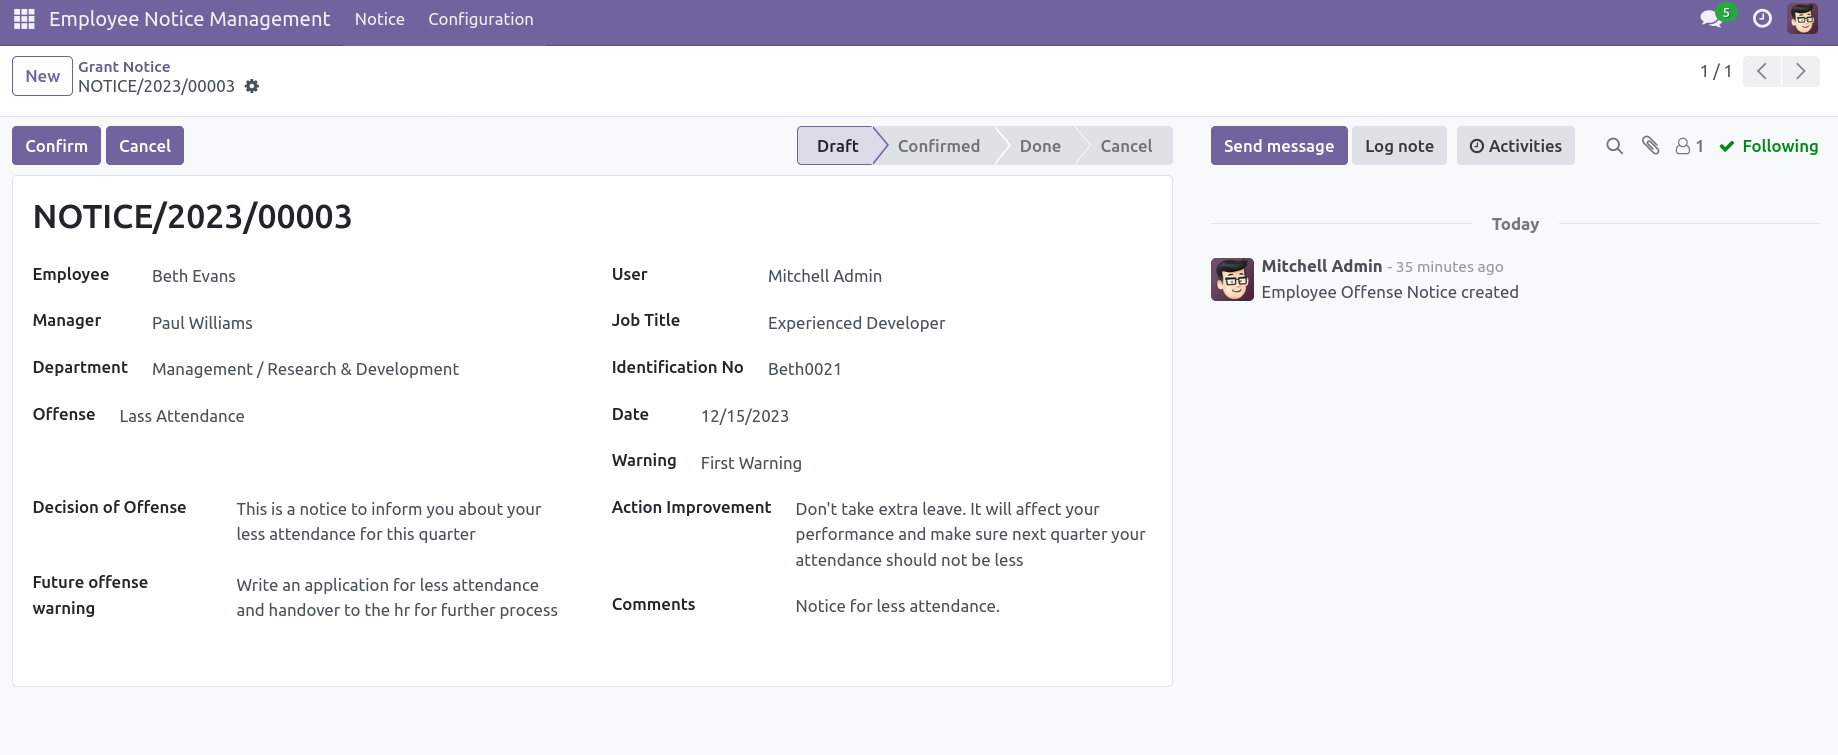 Employee Notice Management Notice Configuration 5
New Grant Notice
NOTICE/2023/00003
1 / 1
Confirm Cancel Draft Confirmed Done Cancel
Send message Log note Activities 1 Following
NOTICE/2023/00003
Employee Beth Evans
User Mitchell Admin
Manager Paul Williams
Job Title Experienced Developer
Department Management / Research & Development
Identification No Beth0021
Offense Lass Attendance
Date 12/15/2023
Warning First Warning
Decision of Offense This is a notice to inform you about your
less attendance for this quarter
Action Improvement Don't take extra leave. It will affect your
performance and make sure next quarter your
attendance should not be less
Future offense
warning
Write an application for less attendance
and handover to the hr for further process
Comments Notice for less attendance.
Today
Mitchell Admin - 35 minutes ago
Employee Offense Notice created